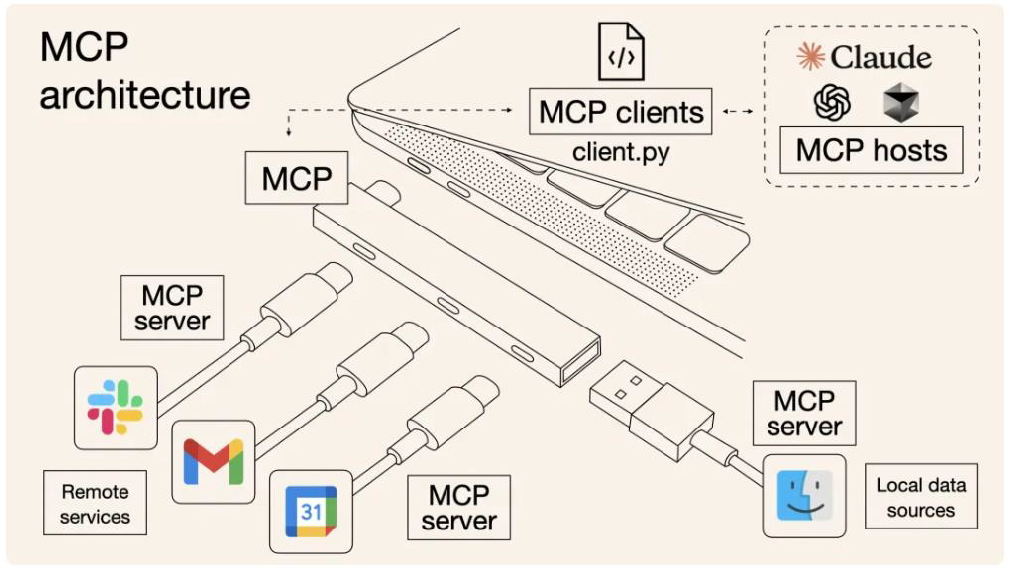 MCP
architecture
</>
MCP clients
client.py
Claude
MCP hosts
MCP
MCP
server
MCP
server
31
MCP
server
Remote
services
Local data
sources